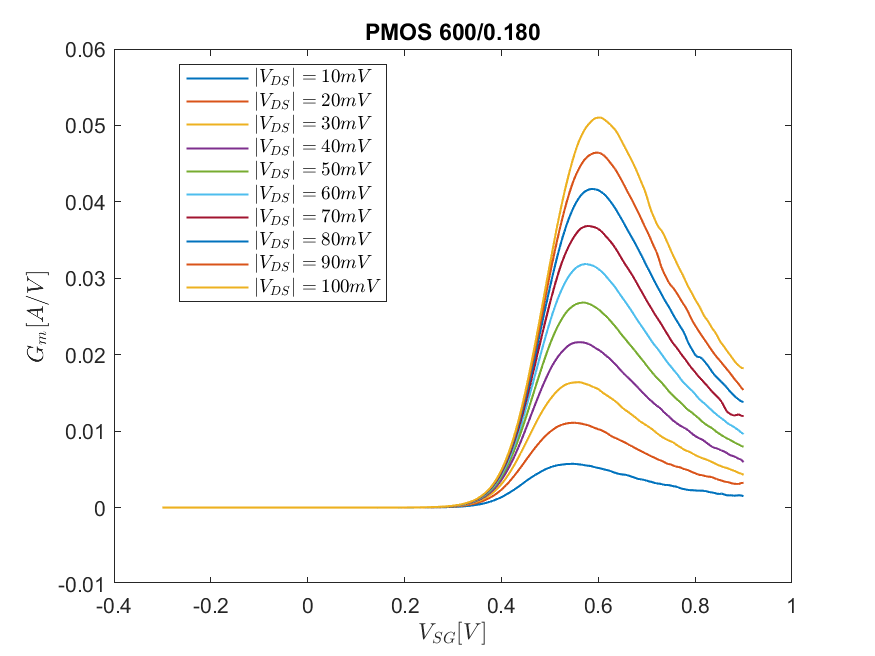 PMOS 600/0.180
0.06
0.05
0.04
0.03
0.02
0.01
0
-0.01
G_m[A/V]
|V_DS| = 10mV
|V_DS| = 20mV
|V_DS| = 30mV
|V_DS| = 40mV
|V_DS| = 50mV
|V_DS| = 60mV
|V_DS| = 70mV
|V_DS| = 80mV
|V_DS| = 90mV
|V_DS| = 100mV
-0.4 -0.2 0 0.2 0.4 0.6 0.8 1
V_SG[V]